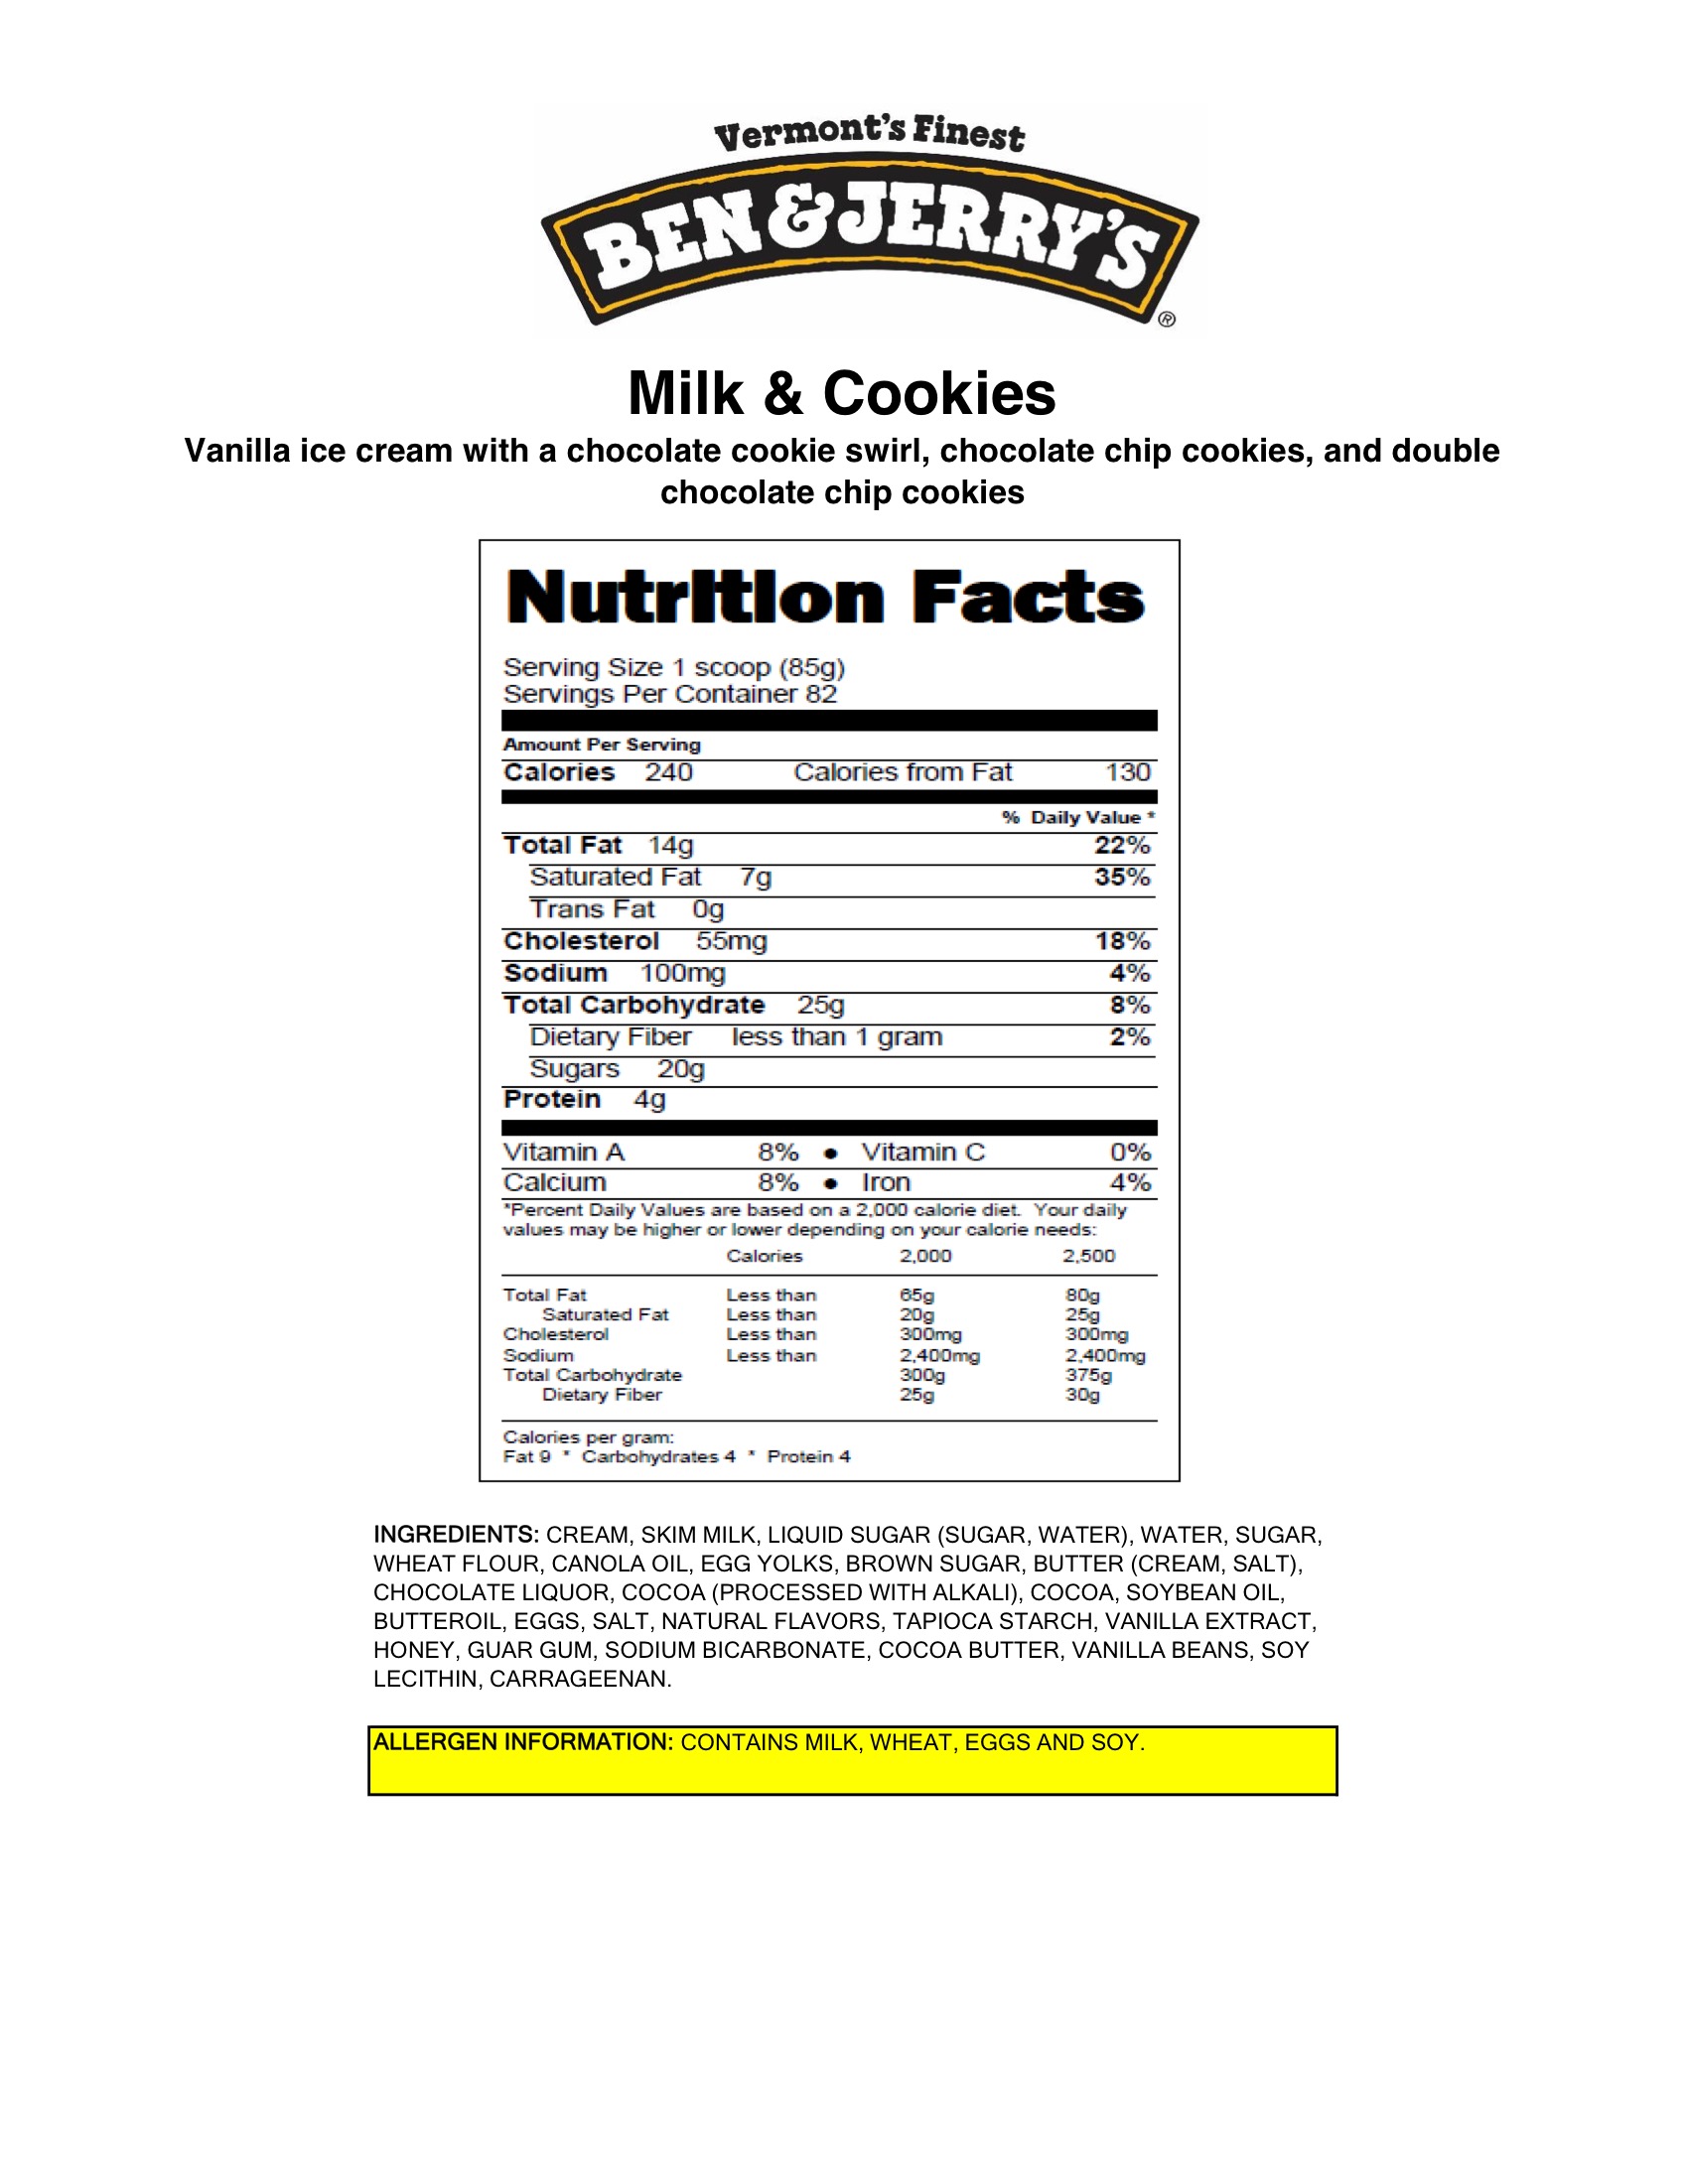 Vermont's Finest
BEN & JERRY'S
®
Milk & Cookies
Vanilla ice cream with a chocolate cookie swirl, chocolate chip cookies, and double
chocolate chip cookies
Nutrition Facts
Serving Size 1 scoop (85g)
Servings Per Container 82
Amount Per Serving
Calories 240 Calories from Fat 130
% Daily Value *
Total Fat 14g 22%
Saturated Fat 7g 35%
Trans Fat 0g
Cholesterol 55mg 18%
Sodium 100mg 4%
Total Carbohydrate 25g 8%
Dietary Fiber less than 1 gram 2%
Sugars 20g
Protein 4g
Vitamin A 8% • Vitamin C 0%
Calcium 8% • Iron 4%
*Percent Daily Values are based on a 2,000 calorie diet. Your daily
values may be higher or lower depending on your calorie needs:
Calories 2,000 2,500
Total Fat Less than 65g 80g
Saturated Fat Less than 20g 25g
Cholesterol Less than 300mg 300mg
Sodium Less than 2,400mg 2,400mg
Total Carbohydrate 300g 375g
Dietary Fiber 25g 30g
Calories per gram:
Fat 9 * Carbohydrates 4 * Protein 4
INGREDIENTS: CREAM, SKIM MILK, LIQUID SUGAR (SUGAR, WATER), WATER, SUGAR,
WHEAT FLOUR, CANOLA OIL, EGG YOLKS, BROWN SUGAR, BUTTER (CREAM, SALT),
CHOCOLATE LIQUOR, COCOA (PROCESSED WITH ALKALI), COCOA, SOYBEAN OIL,
BUTTEROIL, EGGS, SALT, NATURAL FLAVORS, TAPIOCA STARCH, VANILLA EXTRACT,
HONEY, GUAR GUM, SODIUM BICARBONATE, COCOA BUTTER, VANILLA BEANS, SOY
LECITHIN, CARRAGEENAN.
ALLERGEN INFORMATION: CONTAINS MILK, WHEAT, EGGS AND SOY.